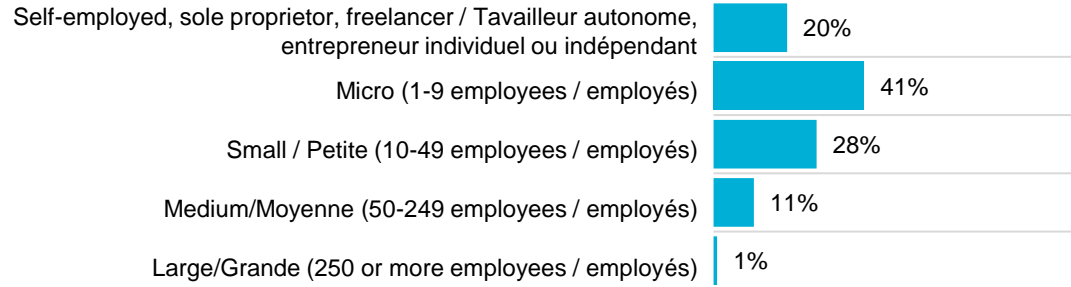 Self-employed, sole proprietor, freelancer / Tavailleur autonome,
entrepreneur individuel ou indépendant
20%
Micro (1-9 employees / employés)
41%
Small / Petite (10-49 employees / employés)
28%
Medium/Moyenne (50-249 employees / employés)
11%
Large/Grande (250 or more employees / employés)
1%